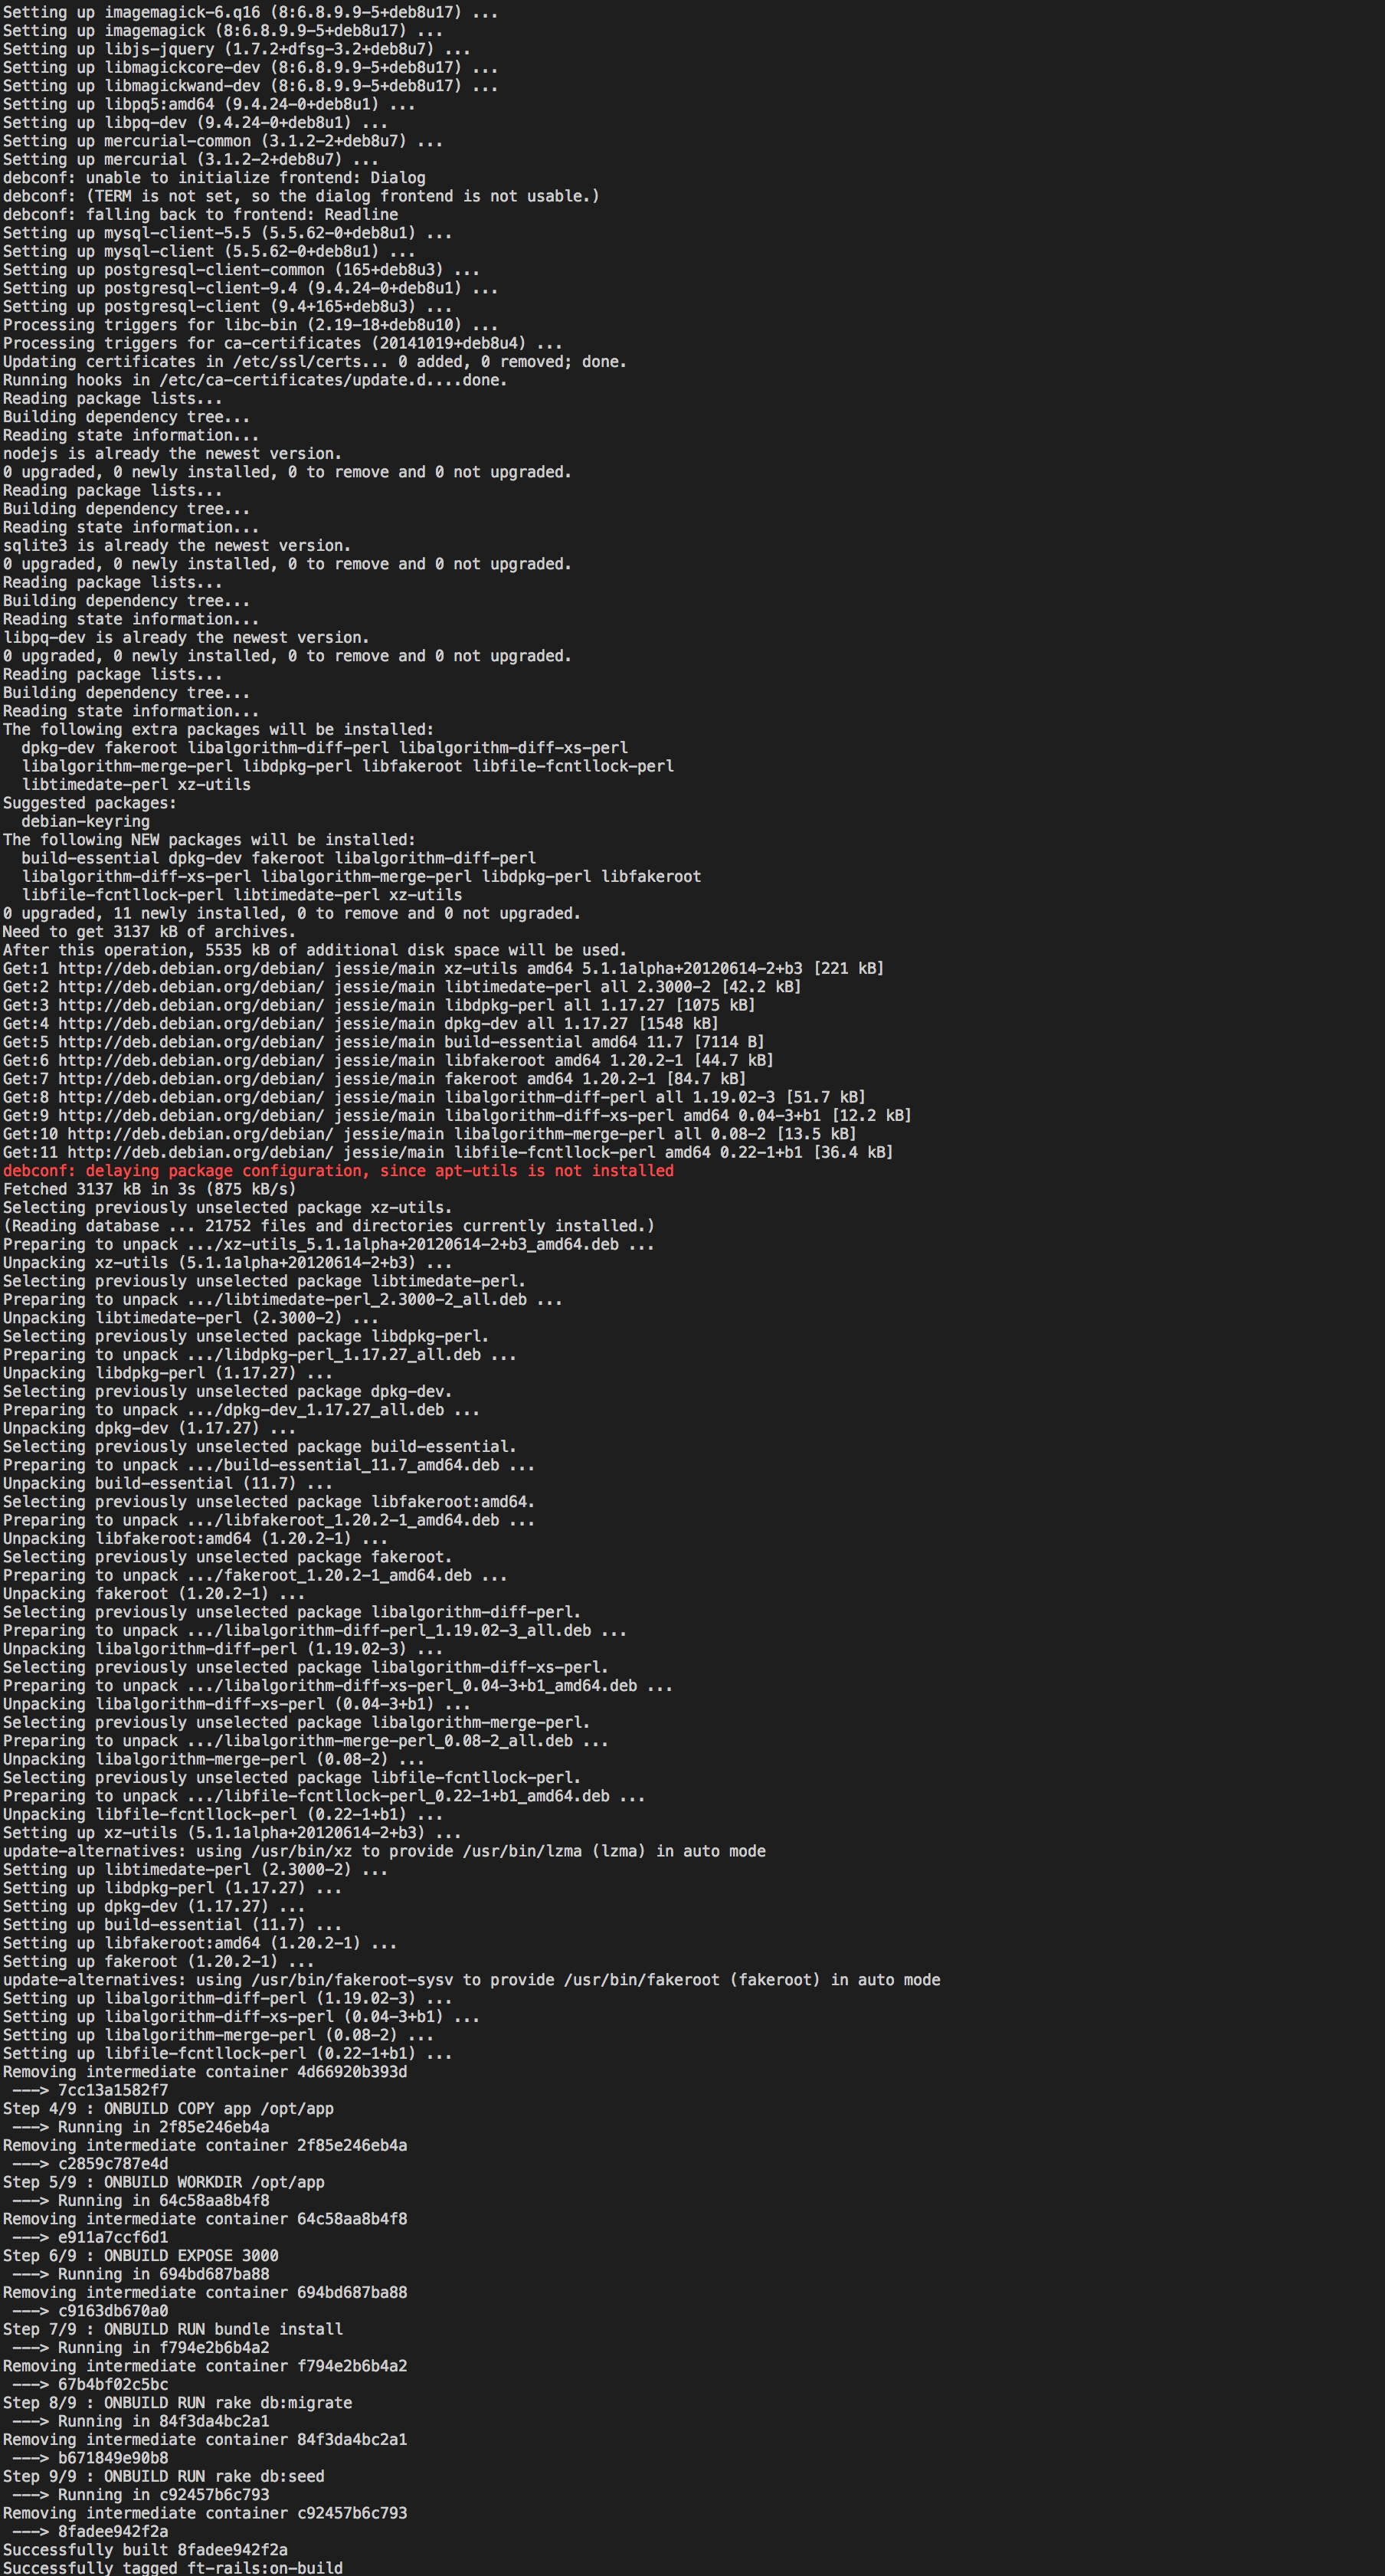 Setting up imagemagick-6.q16 (8:6.8.9.9-5+deb8u17) ...
Setting up imagemagick (8:6.8.9.9-5+deb8u17) ...
Setting up libjs-jquery (1.7.2+dfsg-3.2+deb8u7) ...
Setting up libmagickcore-dev (8:6.8.9.9-5+deb8u17) ...
Setting up libmagickwand-dev (8:6.8.9.9-5+deb8u17) ...
Setting up libpq5:amd64 (9.4.24-0+deb8u1) ...
Setting up libpq-dev (9.4.24-0+deb8u1) ...
Setting up mercurial-common (3.1.2-2+deb8u7) ...
Setting up mercurial (3.1.2-2+deb8u7) ...
debconf: unable to initialize frontend: Dialog
debconf: (TERM is not set, so the dialog frontend is not usable.)
debconf: falling back to frontend: Readline
Setting up mysql-client-5.5 (5.5.62-0+deb8u1) ...
Setting up mysql-client (5.5.62-0+deb8u1) ...
Setting up postgresql-client-common (165+deb8u3) ...
Setting up postgresql-client-9.4 (9.4.24-0+deb8u1) ...
Setting up postgresql-client (9.4+165+deb8u3) ...
Processing triggers for libc-bin (2.19-18+deb8u10) ...
Processing triggers for ca-certificates (20141019+deb8u4) ...
Updating certificates in /etc/ssl/certs... 0 added, 0 removed; done.
Running hooks in /etc/ca-certificates/update.d....done.
Reading package lists...
Building dependency tree...
Reading state information...
nodejs is already the newest version.
0 upgraded, 0 newly installed, 0 to remove and 0 not upgraded.
Reading package lists...
Building dependency tree...
Reading state information...
sqlite3 is already the newest version.
0 upgraded, 0 newly installed, 0 to remove and 0 not upgraded.
Reading package lists...
Building dependency tree...
Reading state information...
libpq-dev is already the newest version.
0 upgraded, 0 newly installed, 0 to remove and 0 not upgraded.
Reading package lists...
Building dependency tree...
Reading state information...
The following extra packages will be installed:
  dpkg-dev fakeroot libalgorithm-diff-perl libalgorithm-diff-xs-perl
  libalgorithm-merge-perl libdpkg-perl libfakeroot libfile-fcntllock-perl
  libtimedate-perl xz-utils
Suggested packages:
  debian-keyring
The following NEW packages will be installed:
  build-essential dpkg-dev fakeroot libalgorithm-diff-perl
  libalgorithm-diff-xs-perl libalgorithm-merge-perl libdpkg-perl libfakeroot
  libfile-fcntllock-perl libtimedate-perl xz-utils
0 upgraded, 11 newly installed, 0 to remove and 0 not upgraded.
Need to get 3137 kB of archives.
After this operation, 5535 kB of additional disk space will be used.
Get:1 http://deb.debian.org/debian/ jessie/main xz-utils amd64 5.1.1alpha+20120614-2+b3 [221 kB]
Get:2 http://deb.debian.org/debian/ jessie/main libtimedate-perl all 2.3000-2 [42.2 kB]
Get:3 http://deb.debian.org/debian/ jessie/main libdpkg-perl all 1.17.27 [1075 kB]
Get:4 http://deb.debian.org/debian/ jessie/main dpkg-dev all 1.17.27 [1548 kB]
Get:5 http://deb.debian.org/debian/ jessie/main build-essential amd64 11.7 [7114 B]
Get:6 http://deb.debian.org/debian/ jessie/main libfakeroot amd64 1.20.2-1 [44.7 kB]
Get:7 http://deb.debian.org/debian/ jessie/main fakeroot amd64 1.20.2-1 [84.7 kB]
Get:8 http://deb.debian.org/debian/ jessie/main libalgorithm-diff-perl all 1.19.02-3 [51.7 kB]
Get:9 http://deb.debian.org/debian/ jessie/main libalgorithm-diff-xs-perl amd64 0.04-3+b1 [12.2 kB]
Get:10 http://deb.debian.org/debian/ jessie/main libalgorithm-merge-perl all 0.08-2 [13.5 kB]
Get:11 http://deb.debian.org/debian/ jessie/main libfile-fcntllock-perl amd64 0.22-1+b1 [36.4 kB]
debconf: delaying package configuration, since apt-utils is not installed
Fetched 3137 kB in 3s (875 kB/s)
Selecting previously unselected package xz-utils.
(Reading database ... 21752 files and directories currently installed.)
Preparing to unpack .../xz-utils_5.1.1alpha+20120614-2+b3_amd64.deb ...
Unpacking xz-utils (5.1.1alpha+20120614-2+b3) ...
Selecting previously unselected package libtimedate-perl.
Preparing to unpack .../libtimedate-perl_2.3000-2_all.deb ...
Unpacking libtimedate-perl (2.3000-2) ...
Selecting previously unselected package libdpkg-perl.
Preparing to unpack .../libdpkg-perl_1.17.27_all.deb ...
Unpacking libdpkg-perl (1.17.27) ...
Selecting previously unselected package dpkg-dev.
Preparing to unpack .../dpkg-dev_1.17.27_all.deb ...
Unpacking dpkg-dev (1.17.27) ...
Selecting previously unselected package build-essential.
Preparing to unpack .../build-essential_11.7_amd64.deb ...
Unpacking build-essential (11.7) ...
Selecting previously unselected package libfakeroot:amd64.
Preparing to unpack .../libfakeroot_1.20.2-1_amd64.deb ...
Unpacking libfakeroot:amd64 (1.20.2-1) ...
Selecting previously unselected package fakeroot.
Preparing to unpack .../fakeroot_1.20.2-1_amd64.deb ...
Unpacking fakeroot (1.20.2-1) ...
Selecting previously unselected package libalgorithm-diff-perl.
Preparing to unpack .../libalgorithm-diff-perl_1.19.02-3_all.deb ...
Unpacking libalgorithm-diff-perl (1.19.02-3) ...
Selecting previously unselected package libalgorithm-diff-xs-perl.
Preparing to unpack .../libalgorithm-diff-xs-perl_0.04-3+b1_amd64.deb ...
Unpacking libalgorithm-diff-xs-perl (0.04-3+b1) ...
Selecting previously unselected package libalgorithm-merge-perl.
Preparing to unpack .../libalgorithm-merge-perl_0.08-2_all.deb ...
Unpacking libalgorithm-merge-perl (0.08-2) ...
Selecting previously unselected package libfile-fcntllock-perl.
Preparing to unpack .../libfile-fcntllock-perl_0.22-1+b1_amd64.deb ...
Unpacking libfile-fcntllock-perl (0.22-1+b1) ...
Setting up xz-utils (5.1.1alpha+20120614-2+b3) ...
update-alternatives: using /usr/bin/xz to provide /usr/bin/lzma (lzma) in auto mode
Setting up libtimedate-perl (2.3000-2) ...
Setting up libdpkg-perl (1.17.27) ...
Setting up dpkg-dev (1.17.27) ...
Setting up build-essential (11.7) ...
Setting up libfakeroot:amd64 (1.20.2-1) ...
Setting up fakeroot (1.20.2-1) ...
update-alternatives: using /usr/bin/fakeroot-sysv to provide /usr/bin/fakeroot (fakeroot) in auto mode
Setting up libalgorithm-diff-perl (1.19.02-3) ...
Setting up libalgorithm-diff-xs-perl (0.04-3+b1) ...
Setting up libalgorithm-merge-perl (0.08-2) ...
Setting up libfile-fcntllock-perl (0.22-1+b1) ...
Removing intermediate container 4d66920b393d
 ---> 7cc13a1582f7
Step 4/9 : ONBUILD COPY app /opt/app
 ---> Running in 2f85e246eb4a
Removing intermediate container 2f85e246eb4a
 ---> c2859c787e4d
Step 5/9 : ONBUILD WORKDIR /opt/app
 ---> Running in 64c58aa8b4f8
Removing intermediate container 64c58aa8b4f8
 ---> e911a7ccf6d1
Step 6/9 : ONBUILD EXPOSE 3000
 ---> Running in 694bd687ba88
Removing intermediate container 694bd687ba88
 ---> c9163db670a0
Step 7/9 : ONBUILD RUN bundle install
 ---> Running in f794e2b6b4a2
Removing intermediate container f794e2b6b4a2
 ---> 67b4bf02c5bc
Step 8/9 : ONBUILD RUN rake db:migrate
 ---> Running in 84f3da4bc2a1
Removing intermediate container 84f3da4bc2a1
 ---> b671849e90b8
Step 9/9 : ONBUILD RUN rake db:seed
 ---> Running in c92457b6c793
Removing intermediate container c92457b6c793
 ---> 8fadee942f2a
Successfully built 8fadee942f2a
Successfully tagged ft-rails:on-build